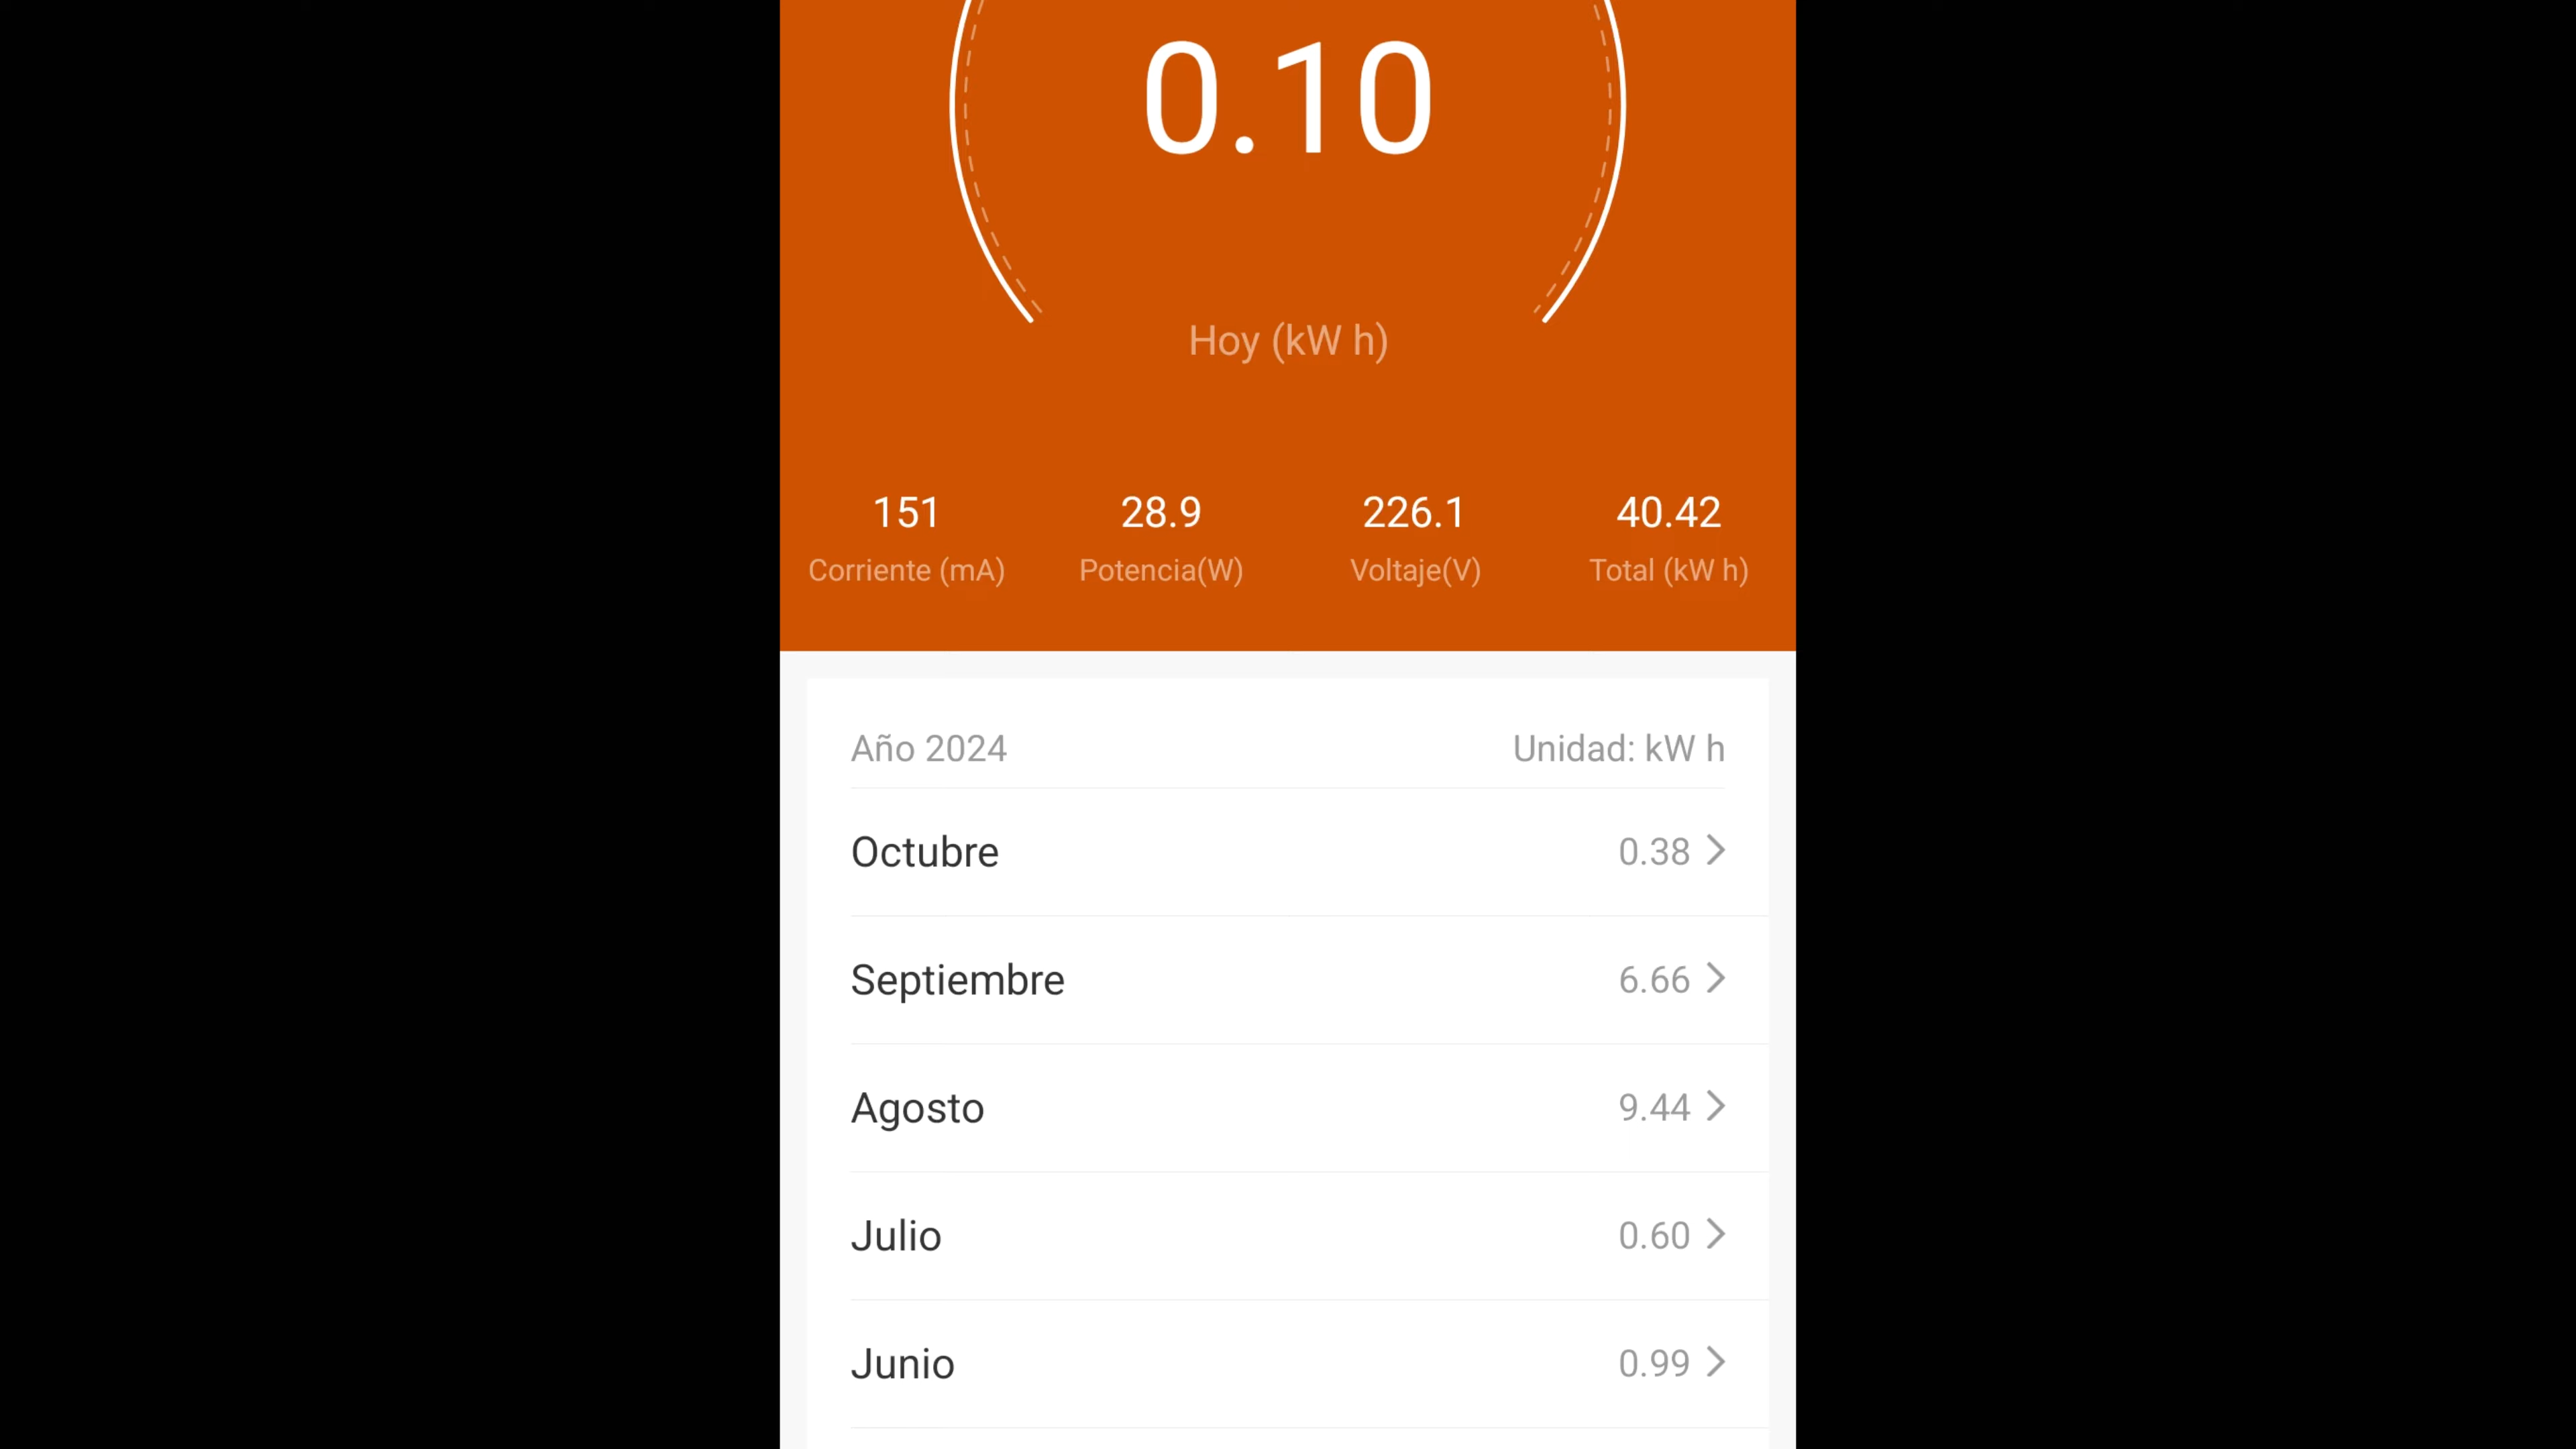 0.10
Hoy (kW h)
151 28.9 226.1 40.42
Corriente (mA) Potencia(W) Voltaje(V) Total (kW h)
Año 2024 Unidad: kW h
Octubre 0.38
Septiembre 6.66
Agosto 9.44
Julio 0.60
Junio 0.99